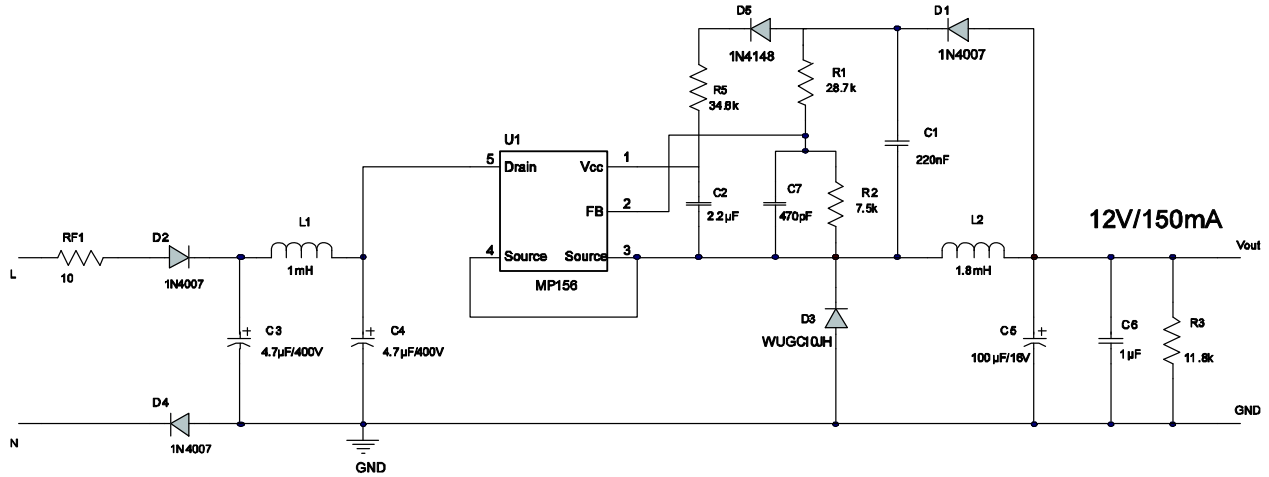 D5
D1
1N4148
1N4007
R1
28.7k
R5
34.8k
U1
C1
220nF
5
Drain
Vcc
1
C2
2.2µF
C7
470pF
R2
7.5k
FB
2
L2
12V/150mA
L1
RF1
D2
4
Source
Source
3
Vout
L
10
1N4007
1mH
MP156
1.8mH
D3
WUGC10JH
C3
4.7µF/400V
C4
4.7µF/400V
C5
100µF/16V
C6
1µF
R3
11.8k
D4
GND
N
1N4007
GND